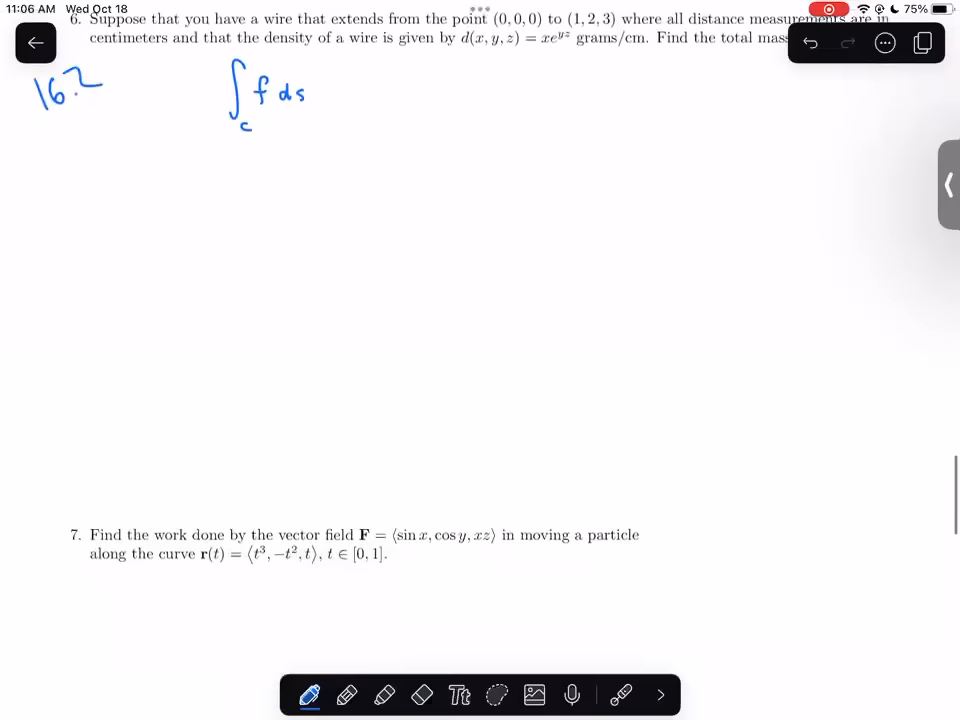 11:06 AM Wed Oct 18
75%
6. Suppose that you have a wire that extends from the point (0, 0, 0) to (1, 2, 3) where all distance measurements are in
centimeters and that the density of a wire is given by d(x, y, z) = xe^{yz} grams/cm. Find the total mass
16.2 ∫_c f ds
7. Find the work done by the vector field F = ⟨sin x, cos y, xz⟩ in moving a particle
along the curve r(t) = ⟨t³, −t², t⟩, t ∈ [0, 1].
Tt